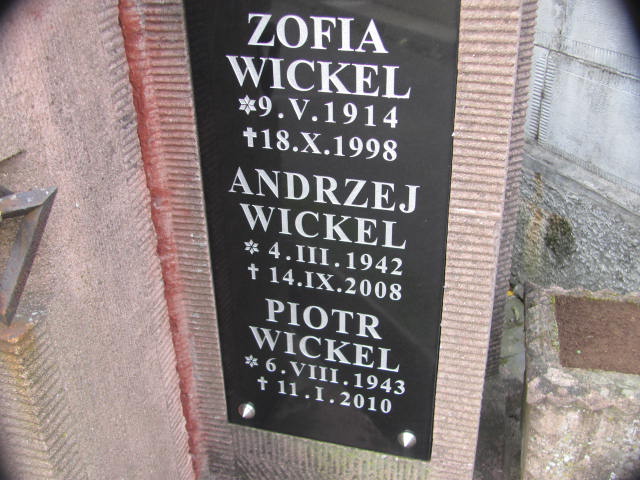 ZOFIA
WICKEL
* 9.V.1914
✝ 18.X.1998
ANDRZEJ
WICKEL
* 4.III.1942
✝ 14.IX.2008
PIOTR
WICKEL
* 6.VIII.1943
✝ 11.I.2010